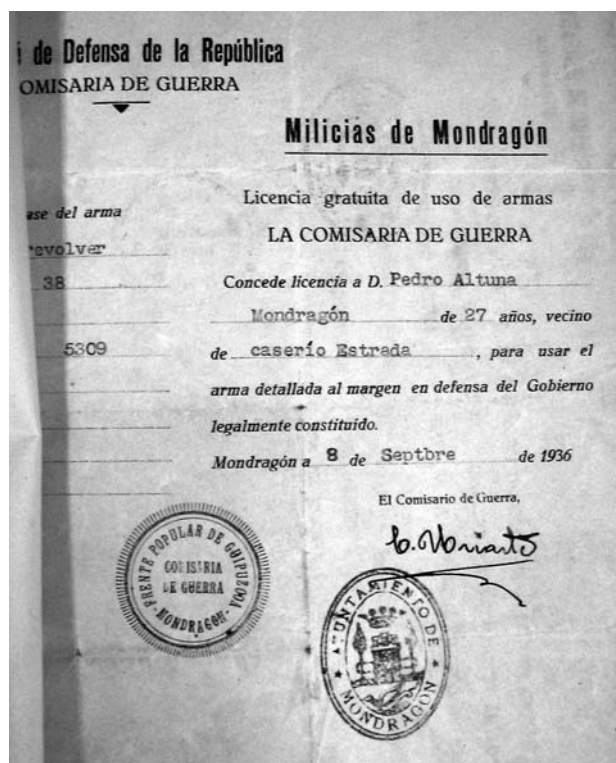 de Defensa de la República
OMISARIA DE GUERRA
Milicias de Mondragón
Licencia gratuita de uso de armas
LA COMISARIA DE GUERRA
ase del arma
revolver
38
5309
Concede licencia a D. Pedro Altuna
Mondragón de 27 años, vecino
de caserío Estrada, para usar el
arma detallada al margen en defensa del Gobierno
legalmente constituido.
Mondragón a 8 de Septbre de 1936
El Comisario de Guerra,
FRENTE POPULAR DE GUIPUZCOA
COMISARIA
DE GUERRA
MONDRAGON
AYUNTAMIENTO DE
MONDRAGON